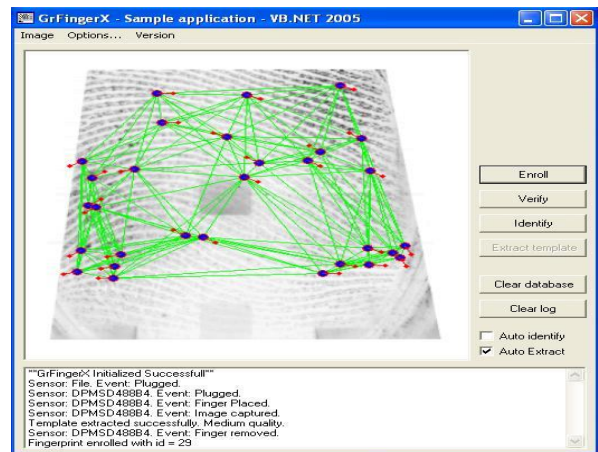 GrFingerX - Sample application - VB.NET 2005
Image Options... Version
Enroll
Verify
Identify
Extract template
Clear database
Clear log
Auto identify
Auto Extract
""GrFingerX Initialized Successfull""
Sensor: File. Event: Plugged.
Sensor: DPMSD488B4. Event: Plugged.
Sensor: DPMSD488B4. Event: Finger Placed.
Sensor: DPMSD488B4. Event: Image captured.
Template extracted successfully. Medium quality.
Sensor: DPMSD488B4. Event: Finger removed.
Fingerprint enrolled with id = 29